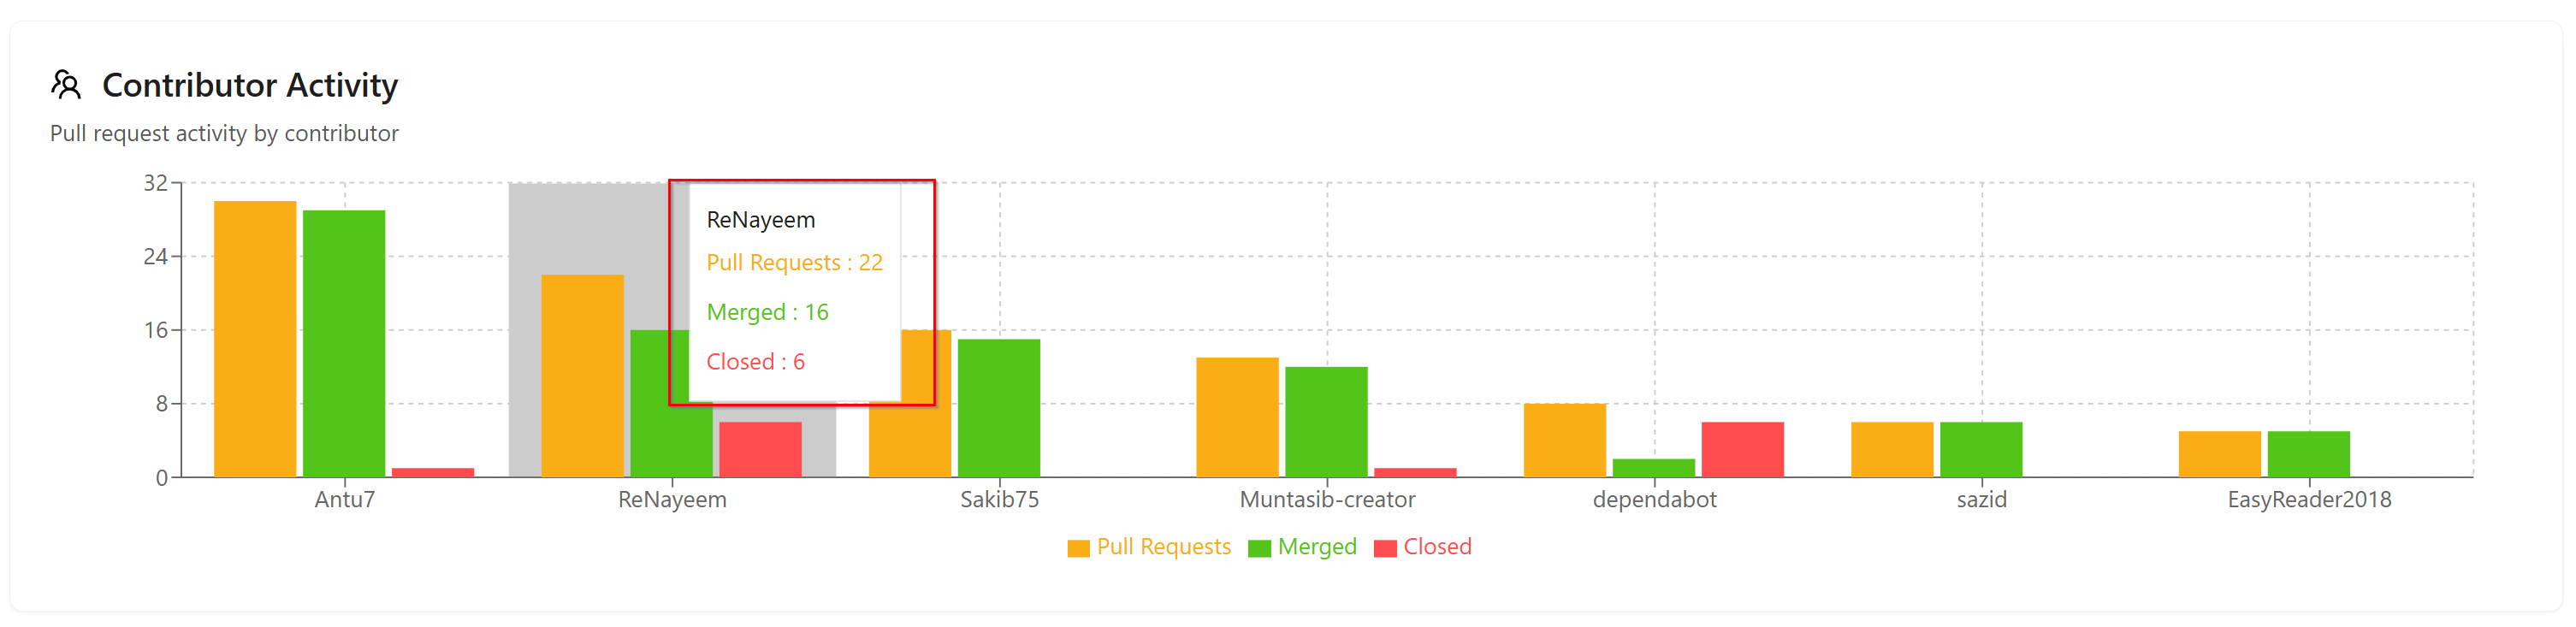 Contributor Activity
Pull request activity by contributor
32
24
16
8
0
ReNayeem
Pull Requests : 22
Merged : 16
Closed : 6
Antu7 ReNayeem Sakib75 Muntasib-creator dependabot sazid EasyReader2018
Pull Requests Merged Closed